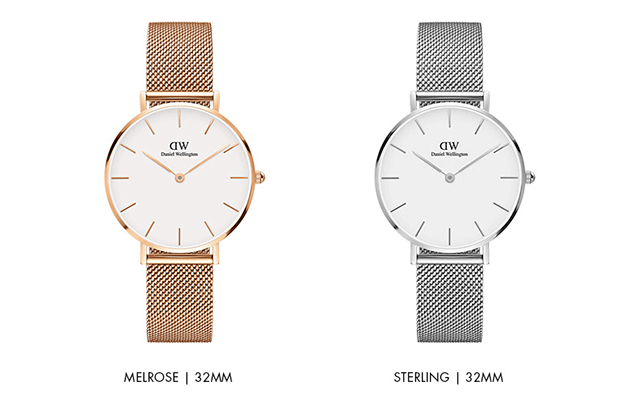 DW
Daniel Wellington
DW
Daniel Wellington
MELROSE | 32MM
STERLING | 32MM